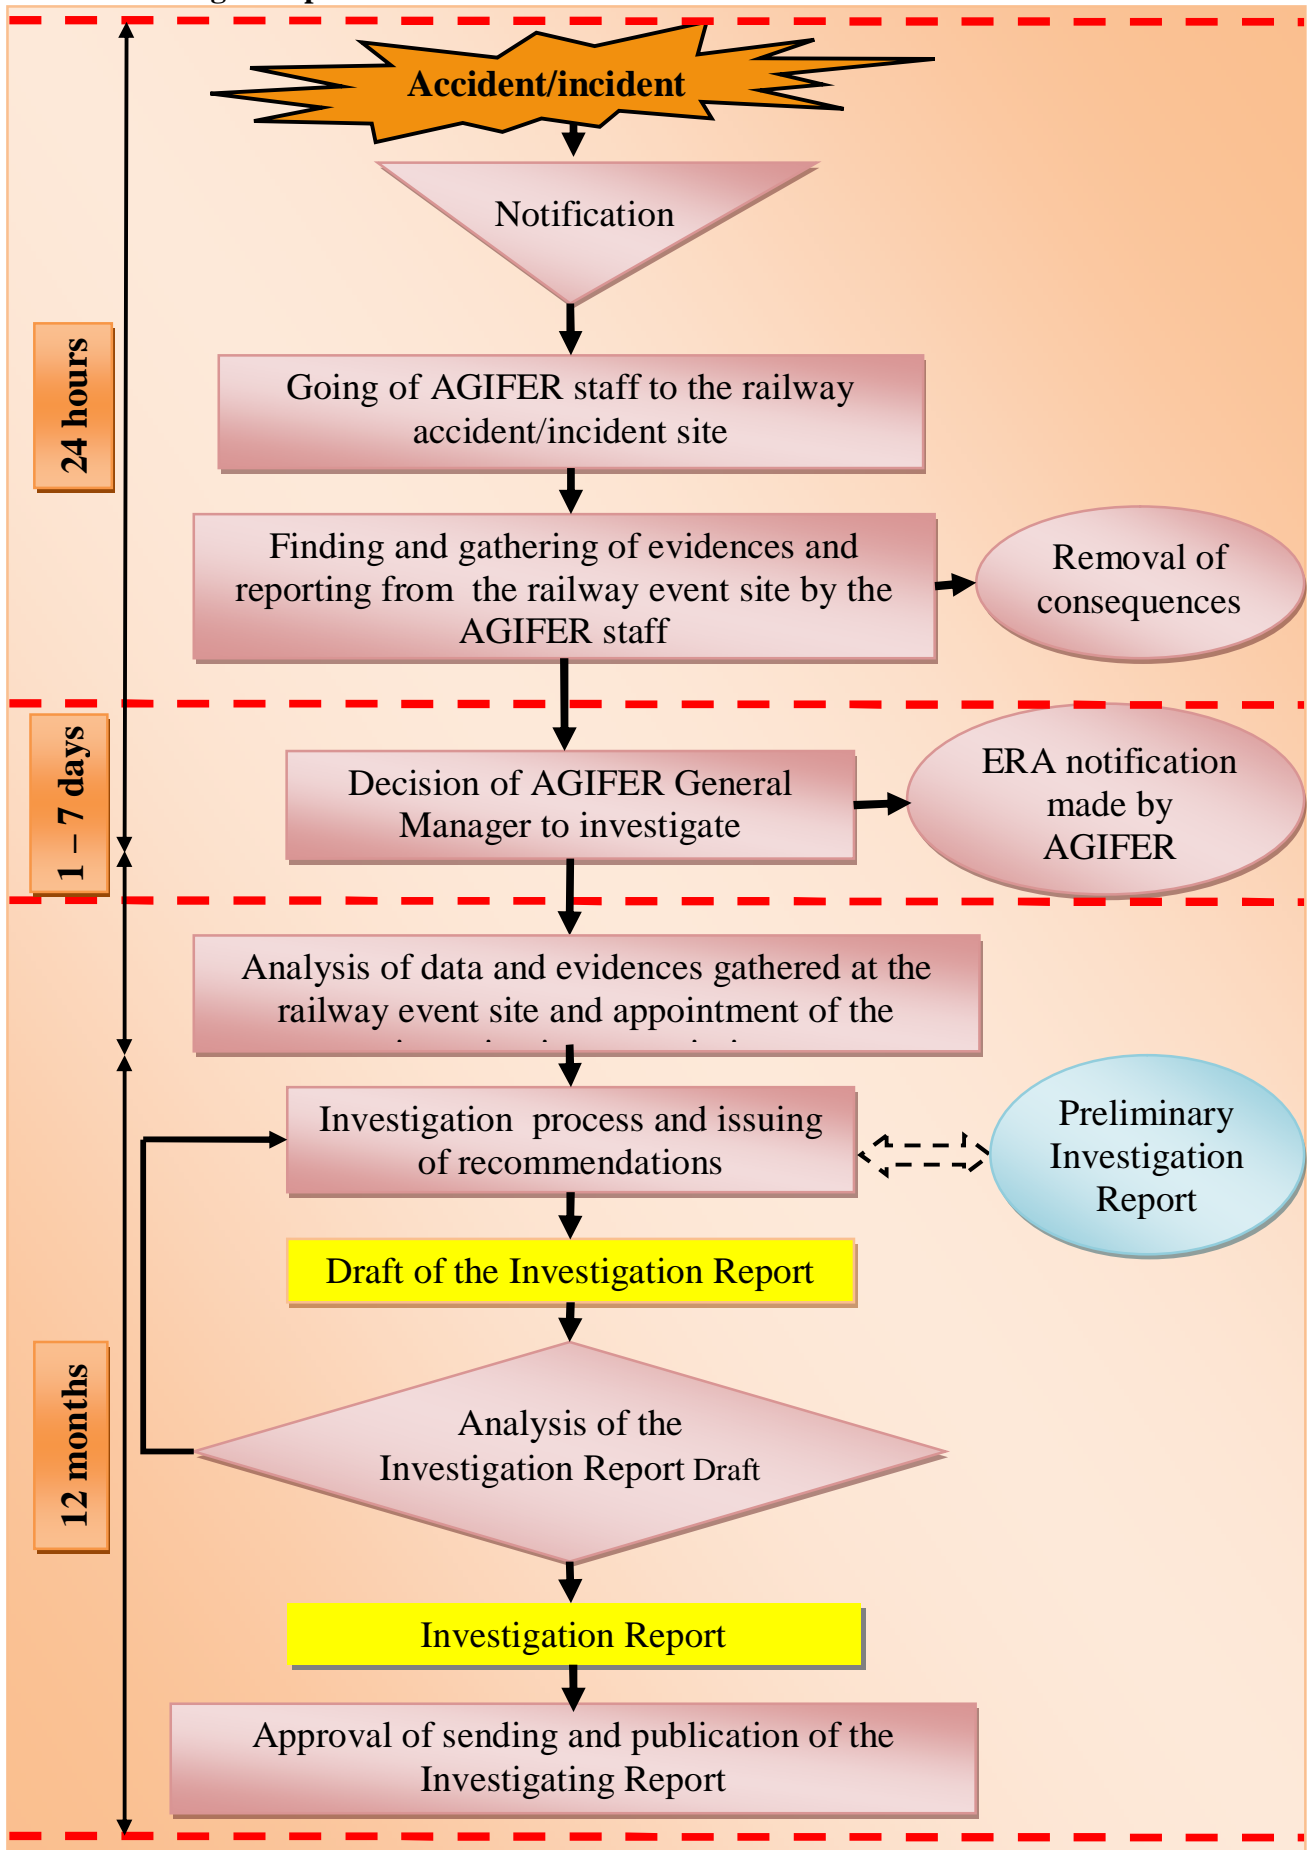 Accident/incident
Notification
24 hours
Going of AGIFER staff to the railway
accident/incident site
Finding and gathering of evidences and
reporting from the railway event site by the
AGIFER staff
Removal of
consequences
1 – 7 days
Decision of AGIFER General
Manager to investigate
ERA notification
made by
AGIFER
Analysis of data and evidences gathered at the
railway event site and appointment of the
Investigation process and issuing
of recommendations
Preliminary
Investigation
Report
Draft of the Investigation Report
12 months
Analysis of the
Investigation Report Draft
Investigation Report
Approval of sending and publication of the
Investigating Report